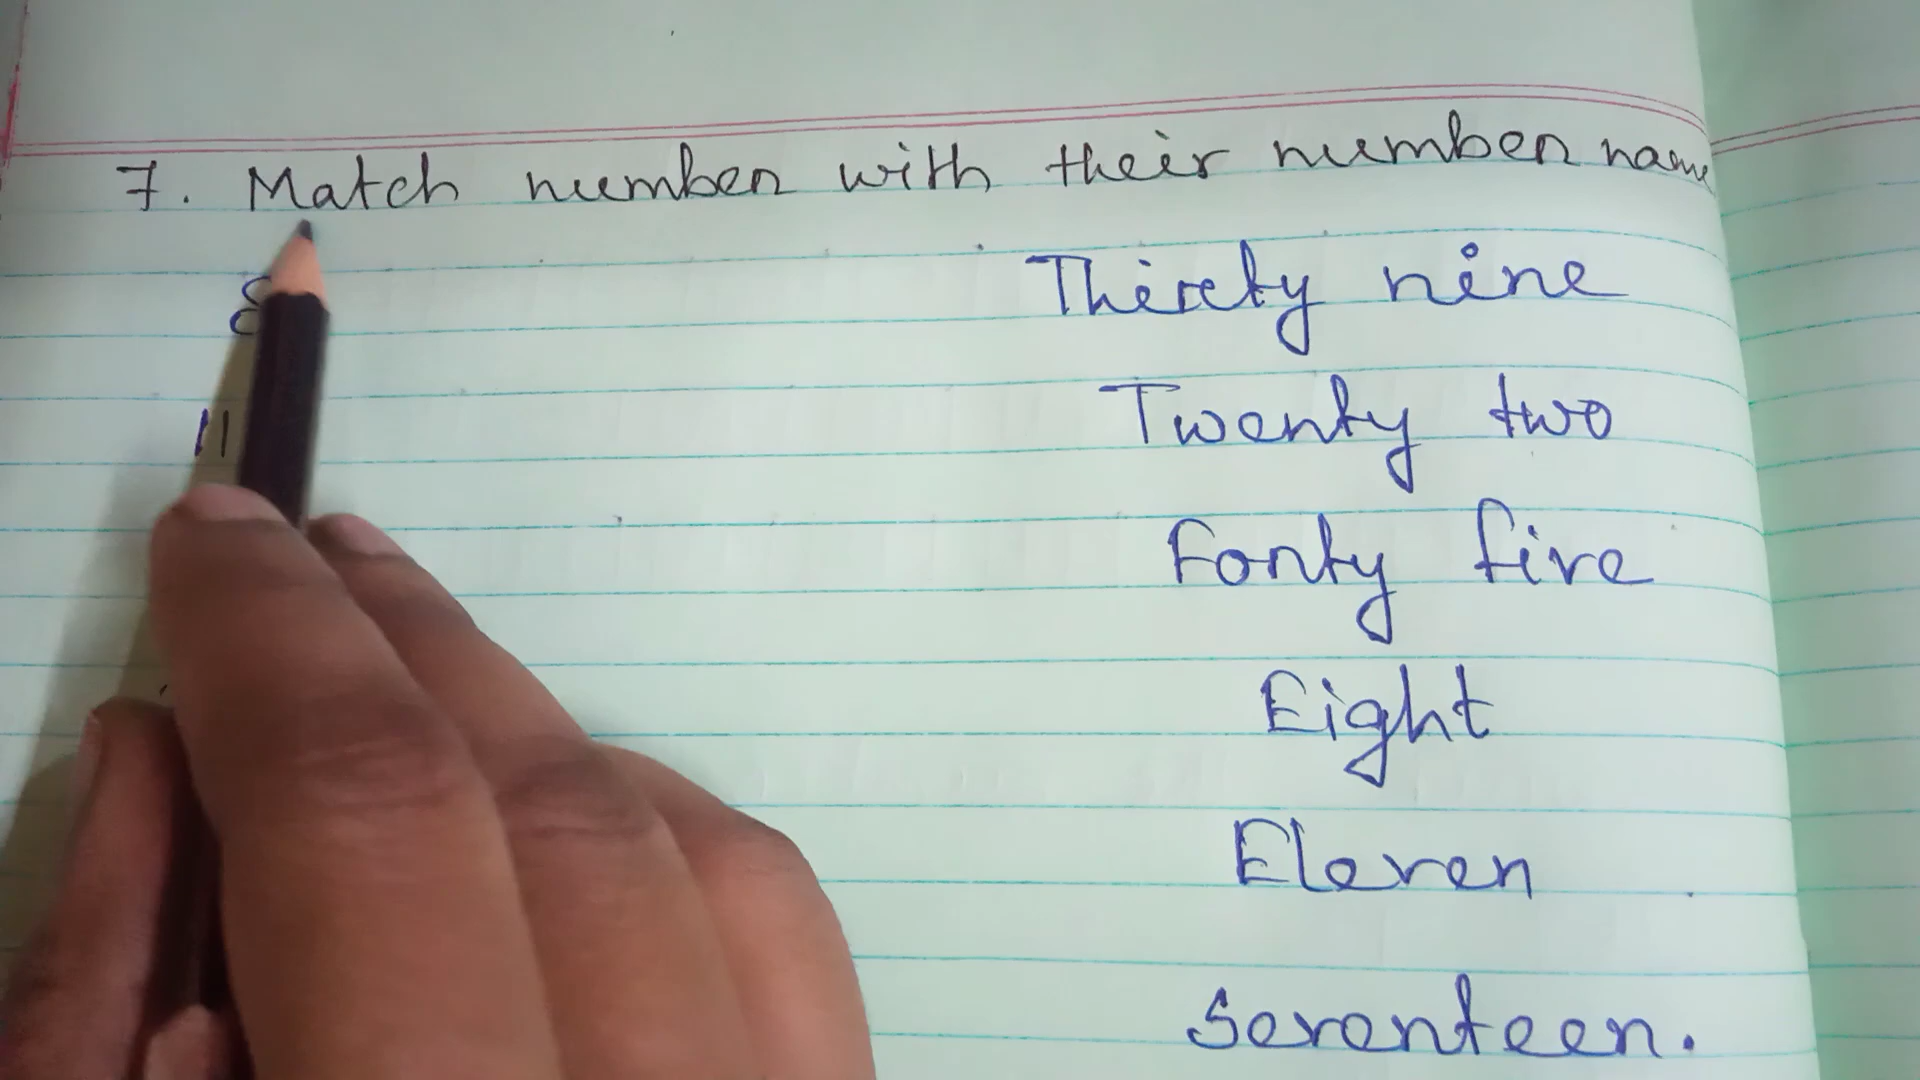 7. Match number with their number name
8 Thirty nine
11 Twenty two
Forty five
Eight
Eleven
Seventeen.